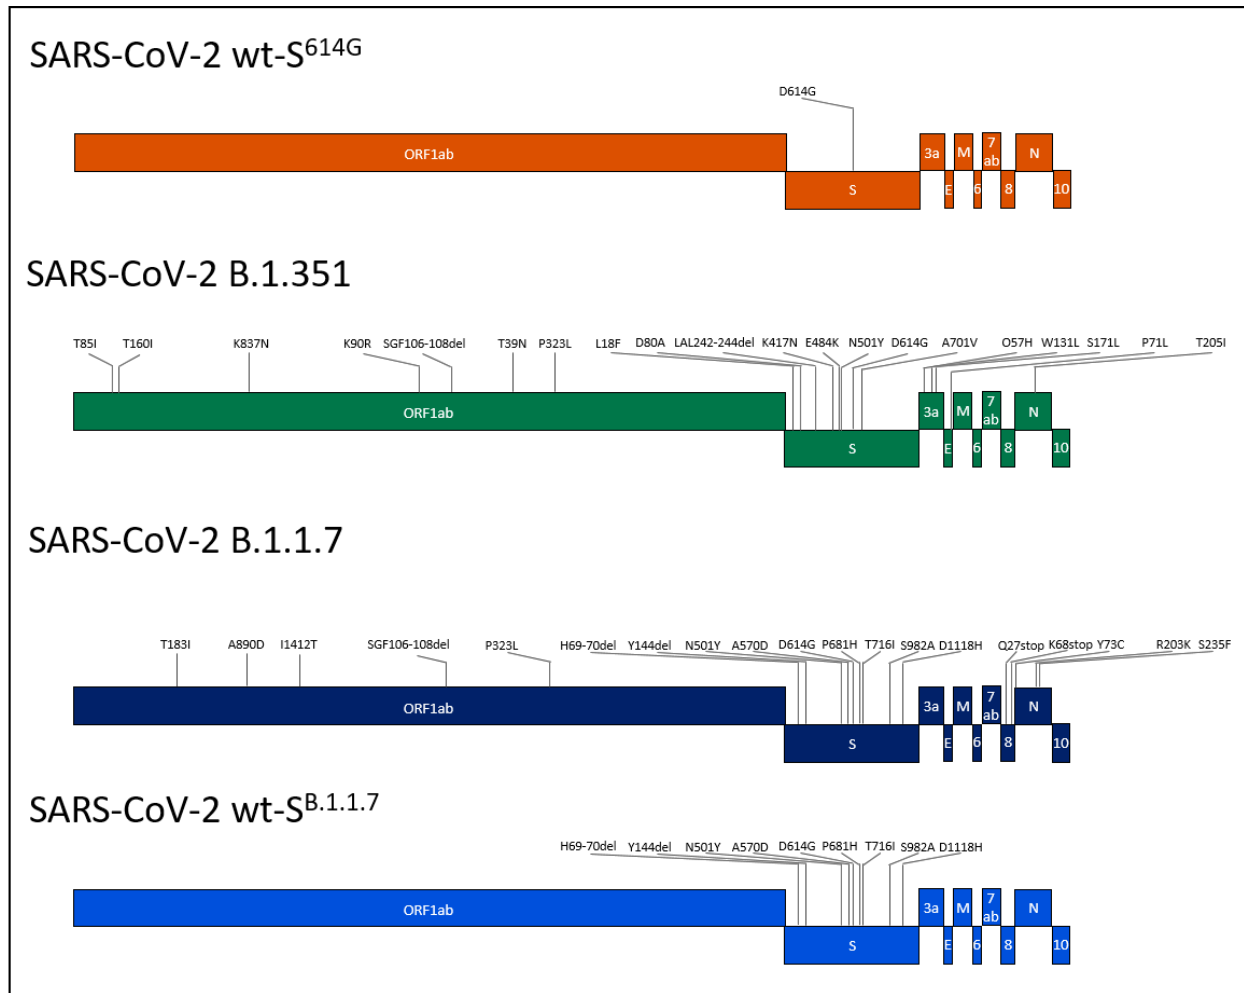 SARS-CoV-2 wt-S614G
D614G
ORF1ab
3a M 7 ab N
S E 6 8 10
SARS-CoV-2 B.1.351
T85I T160I K837N K90R SGF106-108del T39N P323L L18F D80A LAL242-244del K417N E484K N501Y D614G A701V O57H W131L S171L P71L T205I
ORF1ab
3a M 7 ab N
S E 6 8 10
SARS-CoV-2 B.1.1.7
T183I A890D I1412T SGF106-108del P323L H69-70del Y144del N501Y A570D D614G P681H T716I S982A D1118H Q27stop K68stop Y73C R203K S235F
ORF1ab
3a M 7 ab N
S E 6 8 10
SARS-CoV-2 wt-SB.1.1.7
H69-70del Y144del N501Y A570D D614G P681H T716I S982A D1118H
ORF1ab
3a M 7 ab N
S E 6 8 10